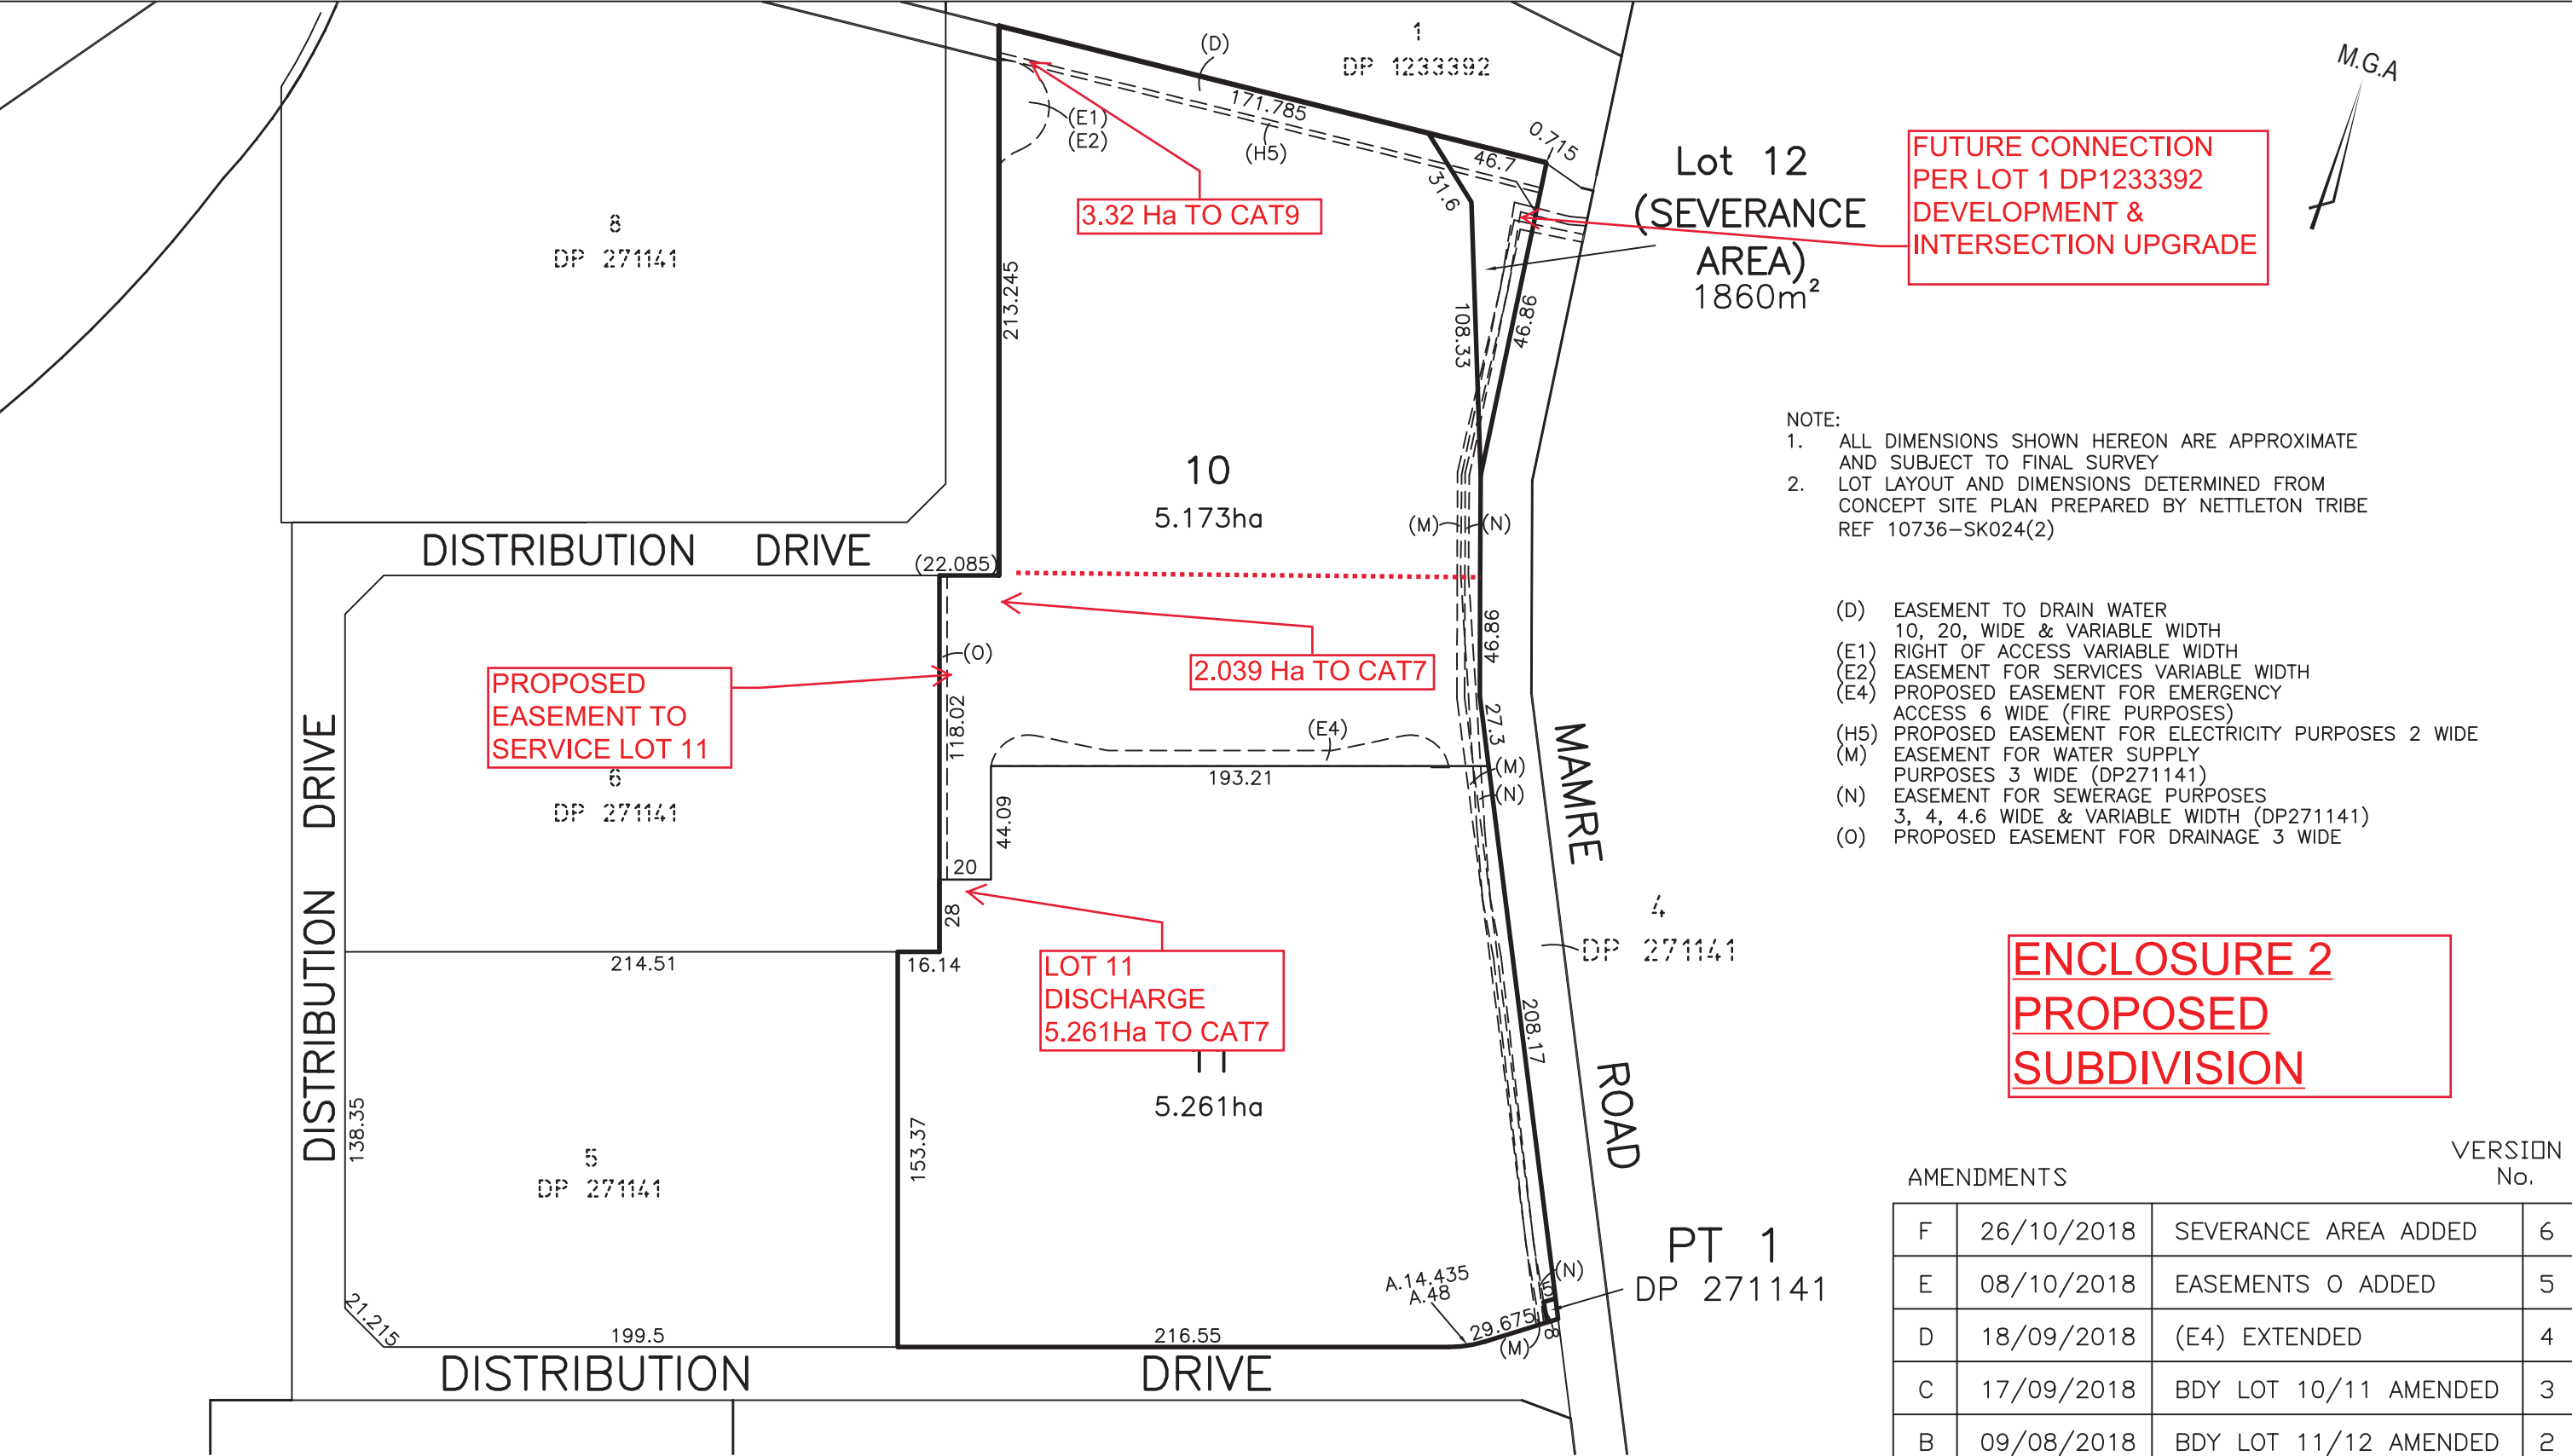 1
DP 1233392
(D)
171.785
(H5)
(E1)
(E2)
0.715
46.7
31.6
M.G.A
3.32 Ha TO CAT9
Lot 12
(SEVERANCE
AREA)
1860m²
FUTURE CONNECTION
PER LOT 1 DP1233392
DEVELOPMENT &
INTERSECTION UPGRADE
8
DP 271141
213.245
108.33
46.86
10
5.173ha
(M)
(N)
NOTE:
1. ALL DIMENSIONS SHOWN HEREON ARE APPROXIMATE
AND SUBJECT TO FINAL SURVEY
2. LOT LAYOUT AND DIMENSIONS DETERMINED FROM
CONCEPT SITE PLAN PREPARED BY NETTLETON TRIBE
REF 10736-SK024(2)
DISTRIBUTION DRIVE
(22.085)
(O)
118.02
2.039 Ha TO CAT7
46.86
27.3
PROPOSED
EASEMENT TO
SERVICE LOT 11
6
DP 271141
(E4)
193.21
(M)
(N)
44.09
20
28
(D) EASEMENT TO DRAIN WATER
10, 20, WIDE & VARIABLE WIDTH
(E1) RIGHT OF ACCESS VARIABLE WIDTH
(E2) EASEMENT FOR SERVICES VARIABLE WIDTH
(E4) PROPOSED EASEMENT FOR EMERGENCY
ACCESS 6 WIDE (FIRE PURPOSES)
(H5) PROPOSED EASEMENT FOR ELECTRICITY PURPOSES 2 WIDE
(M) EASEMENT FOR WATER SUPPLY
PURPOSES 3 WIDE (DP271141)
(N) EASEMENT FOR SEWERAGE PURPOSES
3, 4, 4.6 WIDE & VARIABLE WIDTH (DP271141)
(O) PROPOSED EASEMENT FOR DRAINAGE 3 WIDE
MAMRE ROAD
DISTRIBUTION DRIVE
4
DP 271141
214.51
16.14
LOT 11
DISCHARGE
5.261Ha TO CAT7
11
5.261ha
208.17
ENCLOSURE 2
PROPOSED
SUBDIVISION
138.35
153.37
5
DP 271141
21.215
199.5
216.55
A.14.435
A.48
29.675
(M)
(N)
5
8
PT 1
DP 271141
DISTRIBUTION DRIVE
AMENDMENTS
VERSION
No.
F 26/10/2018 SEVERANCE AREA ADDED 6
E 08/10/2018 EASEMENTS O ADDED 5
D 18/09/2018 (E4) EXTENDED 4
C 17/09/2018 BDY LOT 10/11 AMENDED 3
B 09/08/2018 BDY LOT 11/12 AMENDED 2